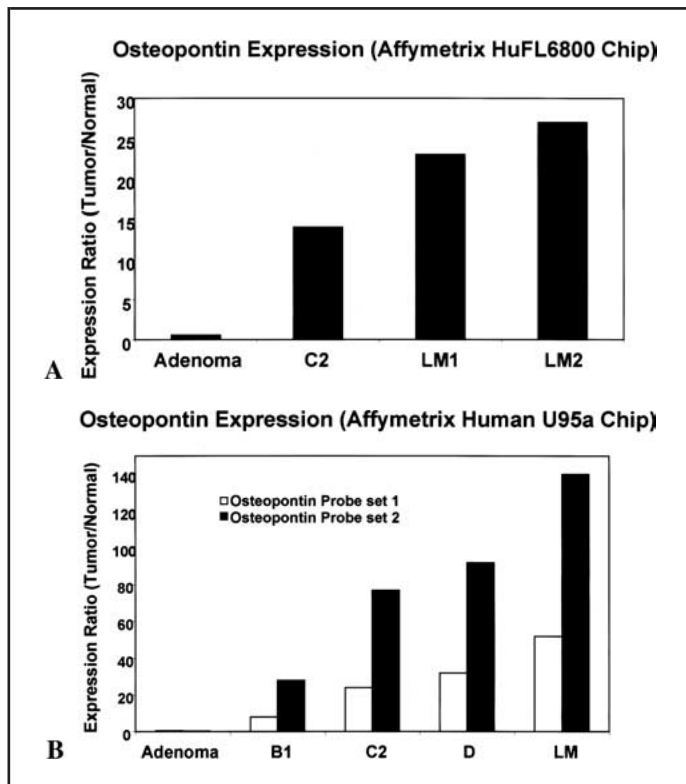 Osteopontin Expression (Affymetrix HuFL6800 Chip)
Expression Ratio (Tumor/Normal)
30
25
20
15
10
5
0
Adenoma C2 LM1 LM2
A
Osteopontin Expression (Affymetrix Human U95a Chip)
Expression Ratio (Tumor/Normal)
140
120
100
80
60
40
20
0
Osteopontin Probe set 1
Osteopontin Probe set 2
Adenoma B1 C2 D LM
B